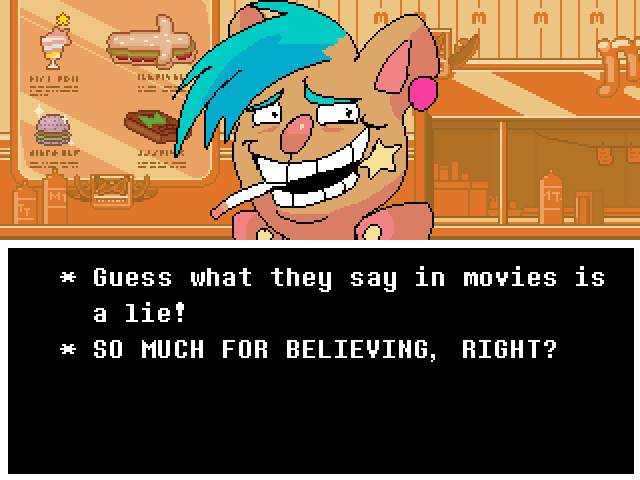 * Guess what they say in movies is
a lie!
* SO MUCH FOR BELIEVING, RIGHT?